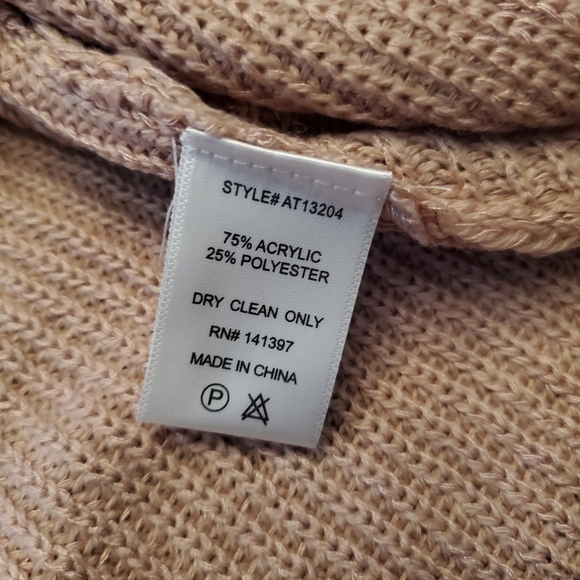 STYLE# AT13204
75% ACRYLIC
25% POLYESTER
DRY CLEAN ONLY
RN# 141397
MADE IN CHINA
P